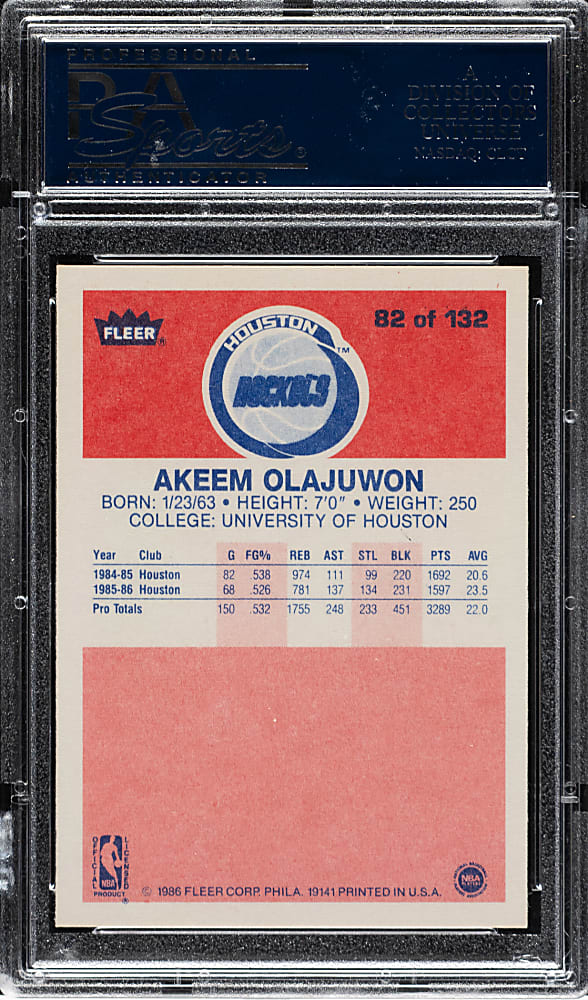 PROFESSIONAL
PSA
Sports®
AUTHENTICATOR
A
DIVISION OF
COLLECTORS
UNIVERSE
NASDAQ: CLCT
FLEER®
HOUSTON
ROCKETS
TM
82 of 132
AKEEM OLAJUWON
BORN: 1/23/63 • HEIGHT: 7'0" • WEIGHT: 250
COLLEGE: UNIVERSITY OF HOUSTON
Year Club G FG% REB AST STL BLK PTS AVG
1984-85 Houston 82 .538 974 111 99 220 1692 20.6
1985-86 Houston 68 .526 781 137 134 231 1597 23.5
Pro Totals 150 .532 1755 248 233 451 3289 22.0
OFFICIAL LICENSED
NBA
PRODUCT
© 1986 FLEER CORP. PHILA. 19141 PRINTED IN U.S.A.
NBA
PLAYERS